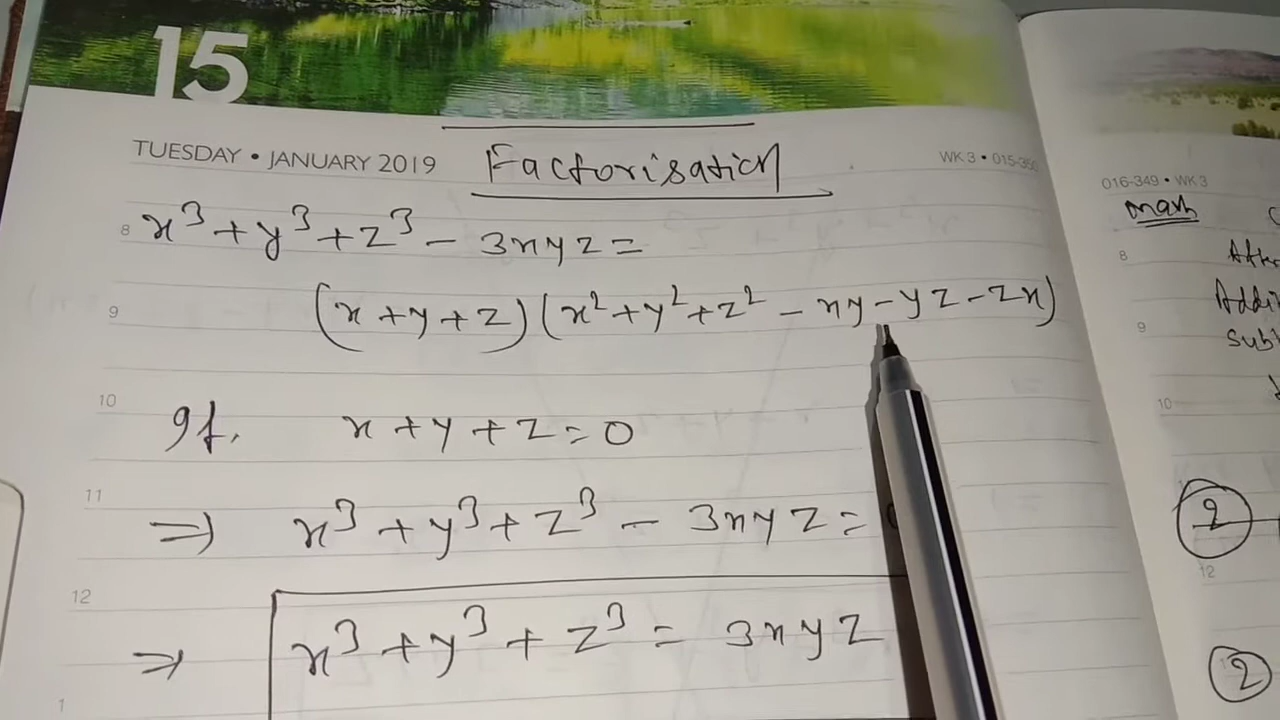 15
TUESDAY • JANUARY 2019
Factorisation
WK 3 • 015-350
8 x³ + y³ + z³ - 3xyz =
9 (x + y + z) (x² + y² + z² - xy - yz - zx)
10 If, x + y + z = 0
11 ⇒ x³ + y³ + z³ - 3xyz =
12 ⇒ x³ + y³ + z³ = 3xyz
1
016-349 • WK 3
8
9
10
2
12
2